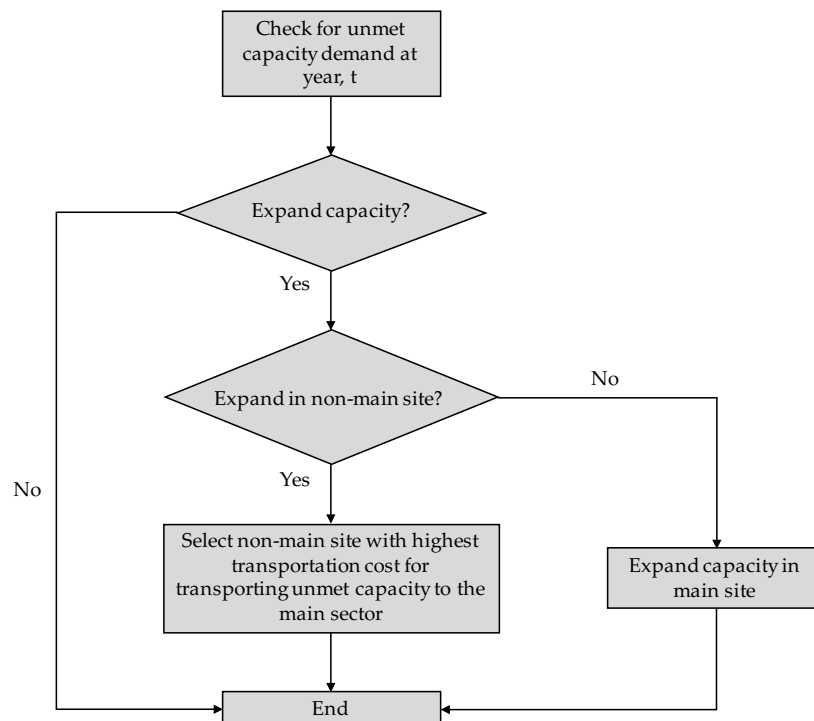 Check for unmet
capacity demand at
year, t
Expand capacity?
Yes
Expand in non-main site?
No
No
Yes
Select non-main site with highest
transportation cost for
transporting unmet capacity to the
main sector
Expand capacity in
main site
End